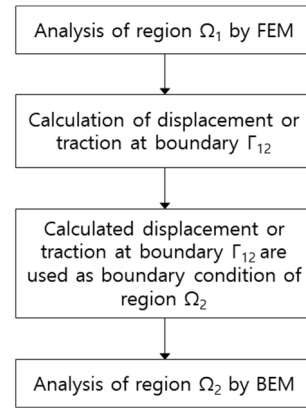 Analysis of region Ω₁ by FEM
Calculation of displacement or
traction at boundary Γ₁₂
Calculated displacement or
traction at boundary Γ₁₂ are
used as boundary condition of
region Ω₂
Analysis of region Ω₂ by BEM